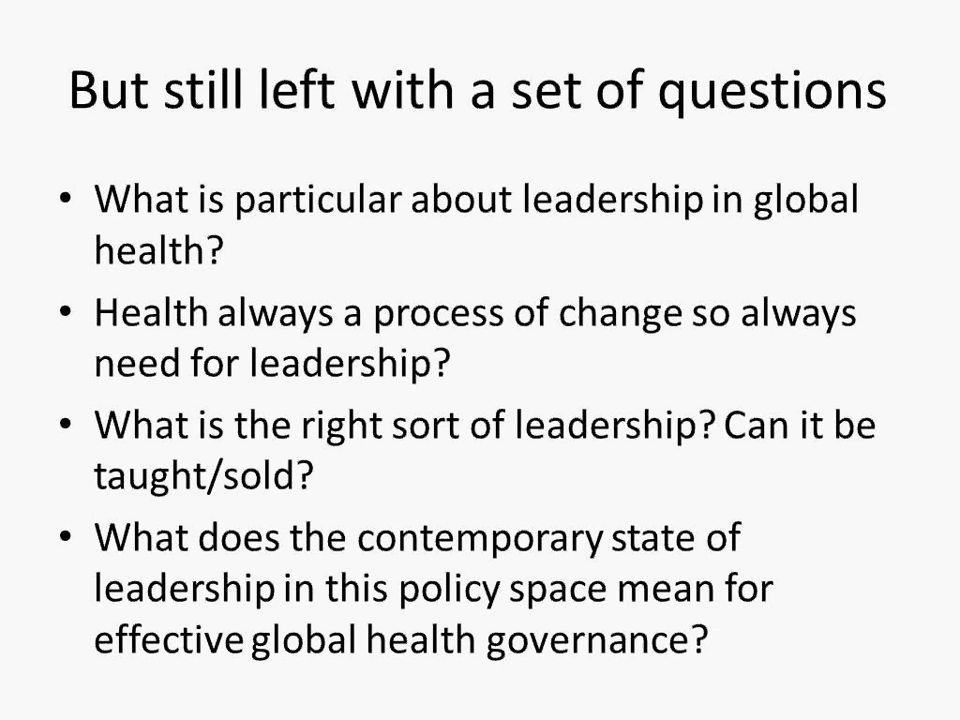 But still left with a set of questions
• What is particular about leadership in global
health?
• Health always a process of change so always
need for leadership?
• What is the right sort of leadership? Can it be
taught/sold?
• What does the contemporary state of
leadership in this policy space mean for
effective global health governance?